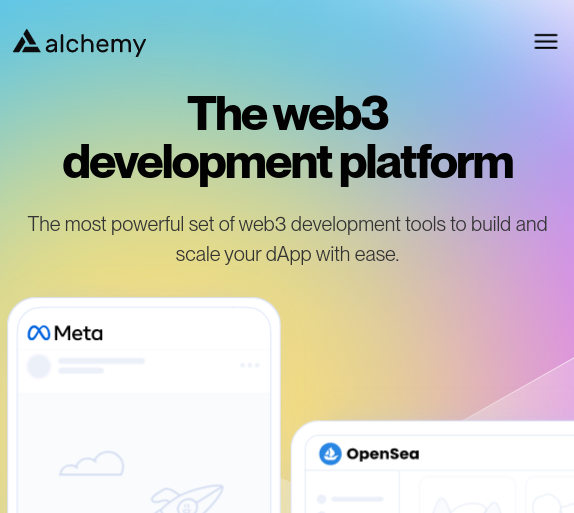 alchemy
The web3
development platform
The most powerful set of web3 development tools to build and
scale your dApp with ease.
Meta
OpenSea